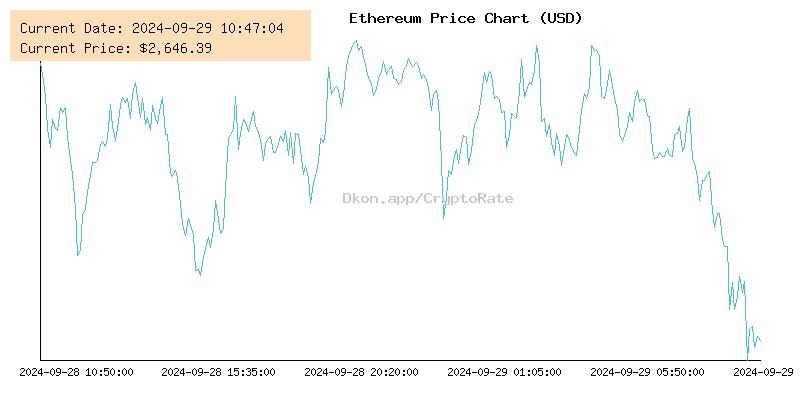 Ethereum Price Chart (USD)
Current Date: 2024-09-29 10:47:04
Current Price: $2,646.39
Dkon.app/CryptoRate
2024-09-28 10:50:00 2024-09-28 15:35:00 2024-09-28 20:20:00 2024-09-29 01:05:00 2024-09-29 05:50:00 2024-09-29